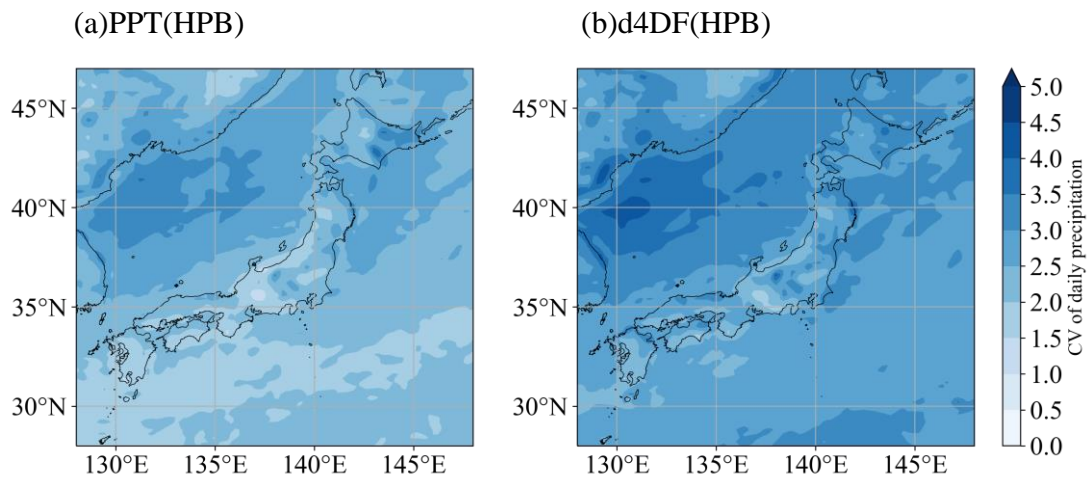 (a)PPT(HPB)
(b)d4DF(HPB)
45°N
40°N
35°N
30°N
130°E
135°E
140°E
145°E
130°E
135°E
140°E
145°E
45°N
40°N
35°N
30°N
5.0
4.5
4.0
3.5
3.0
2.5
2.0
1.5
1.0
0.5
0.0
CV of daily precipitation